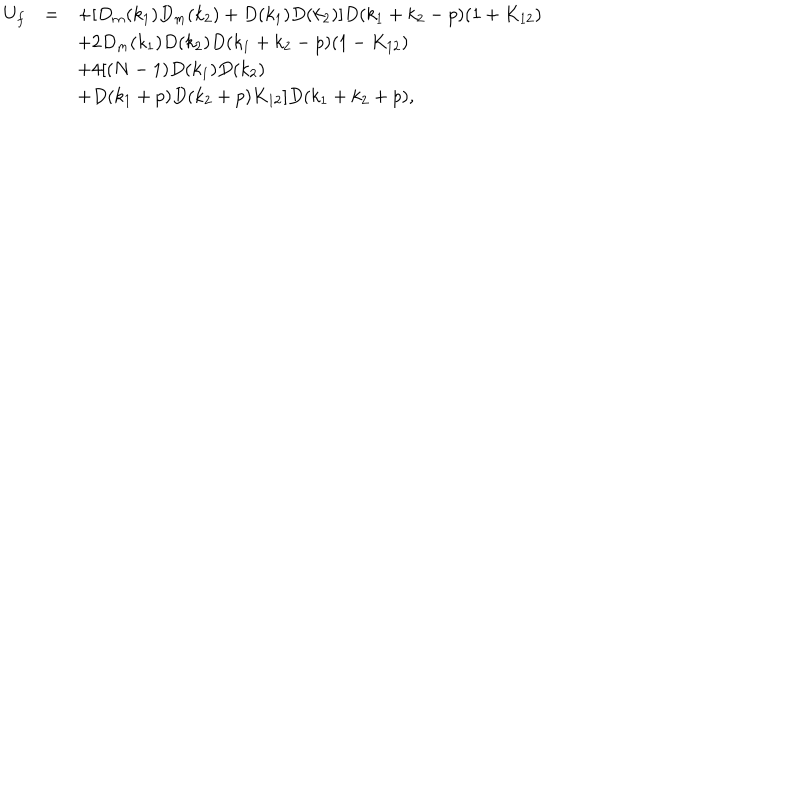 U_f = +[D_m(k_1)D_m(k_2) + D(k_1)D(k_2)]D(k_1 + k_2 − p)(1 + K_{12})
+2D_m(k_1)D(k_2)D(k_1 + k_2 − p)(1 − K_{12})
+4[(N − 1)D(k_1)D(k_2)
+D(k_1 + p)D(k_2 + p)K_{12}]D(k_1 + k_2 + p),